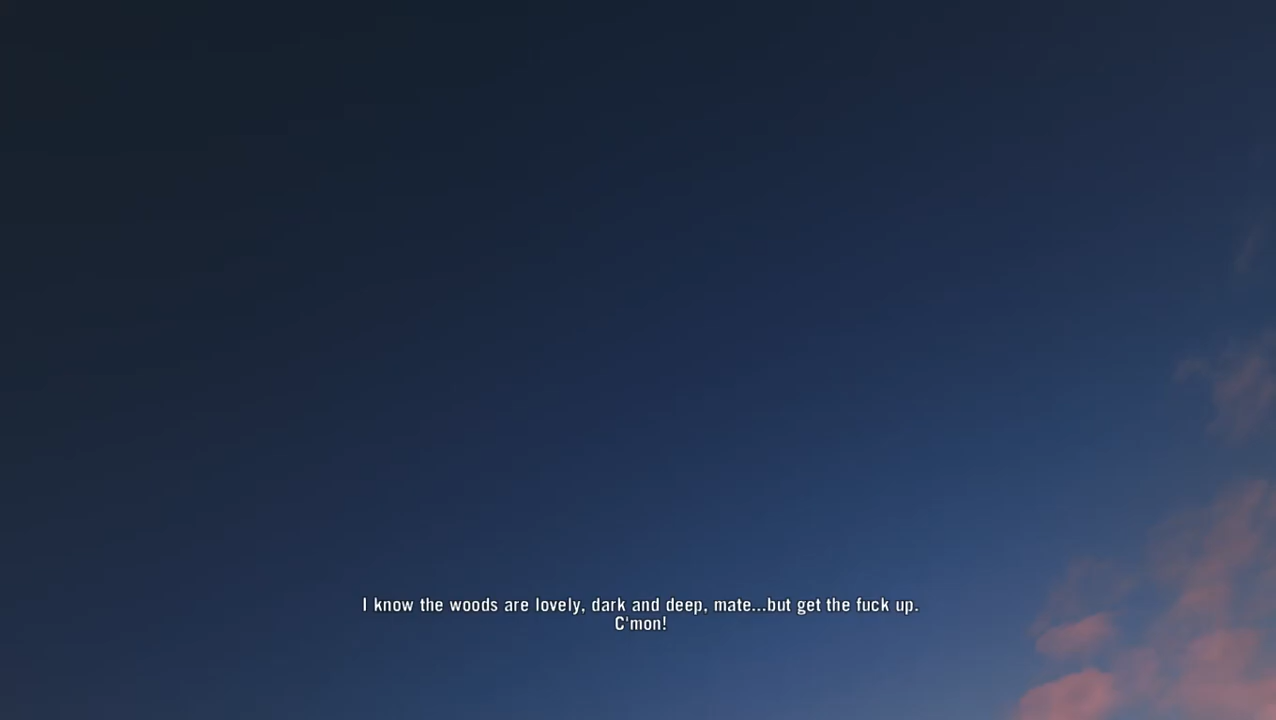 I know the woods are lovely, dark and deep, mate...but get the fuck up.
C'mon!